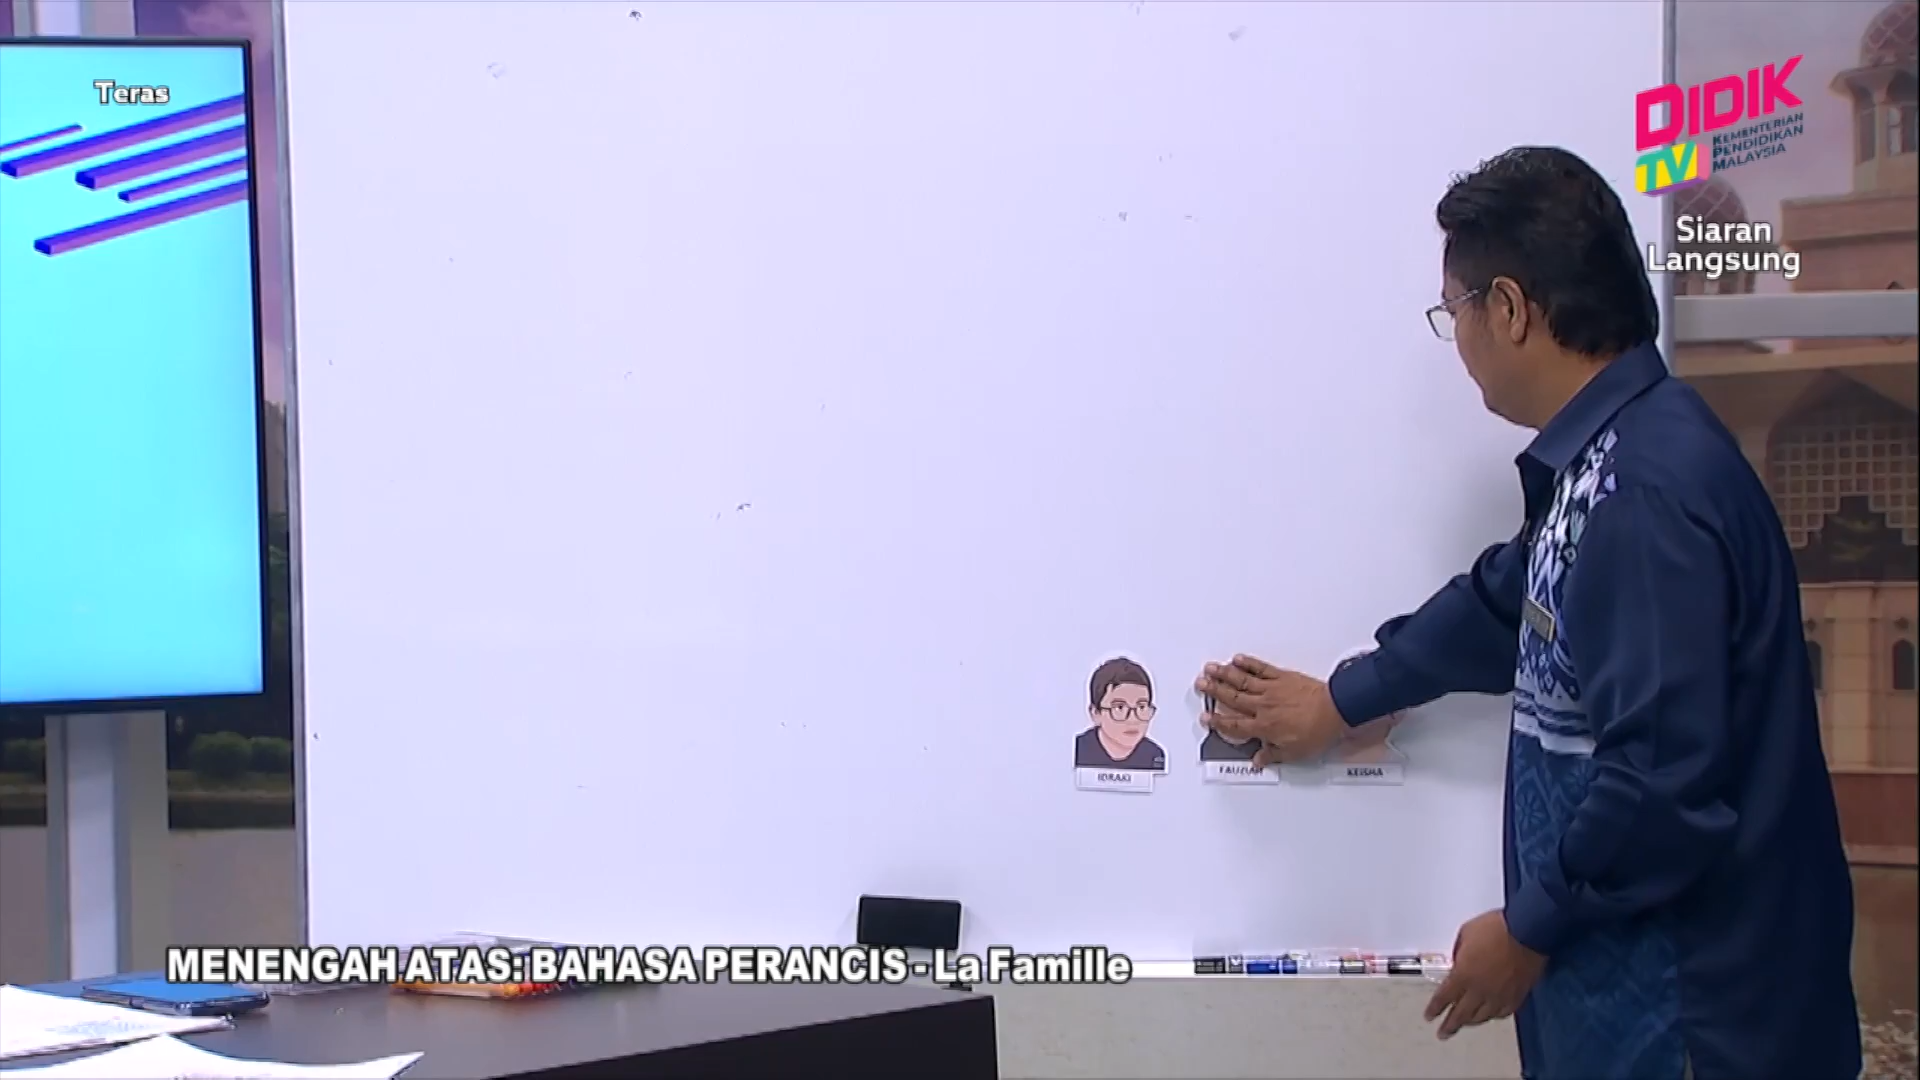 Teras
DIDIK
TV
KEMENTERIAN
PENDIDIKAN
MALAYSIA
Siaran
Langsung
IDRAKI
FAUZIAH
KEISHA
MENENGAH ATAS: BAHASA PERANCIS - La Famille